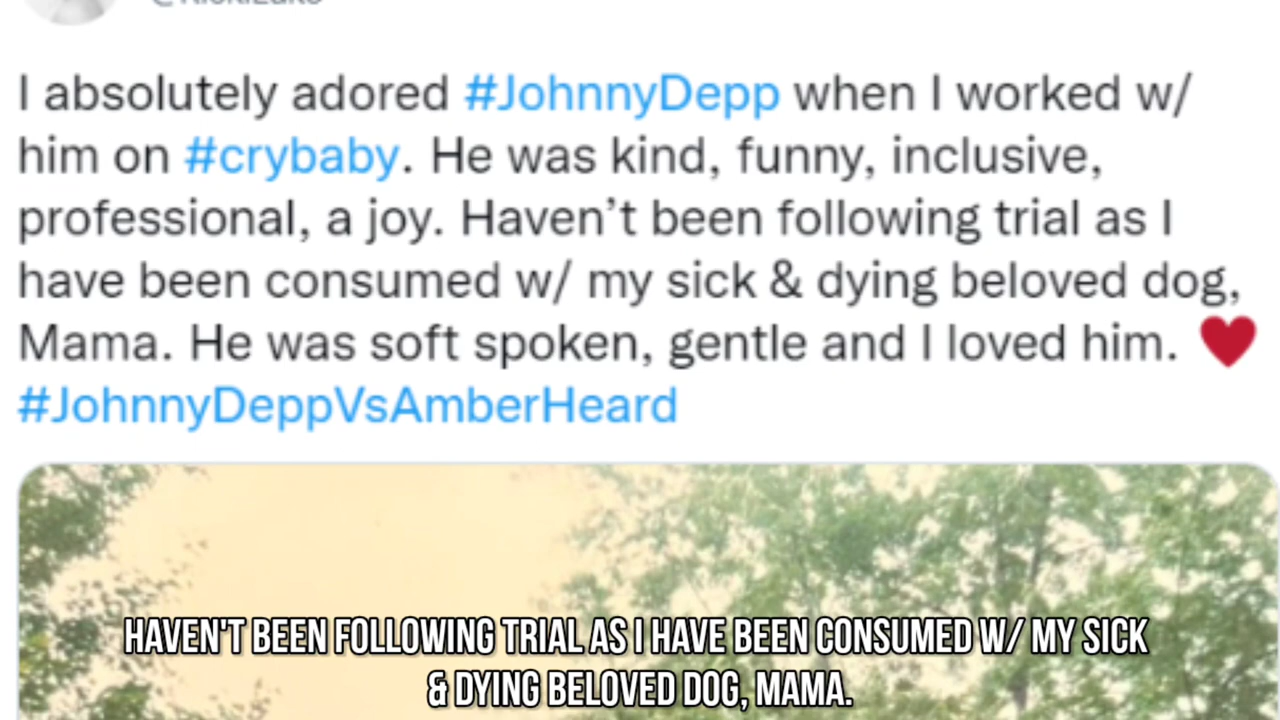 I absolutely adored #JohnnyDepp when I worked w/
him on #crybaby. He was kind, funny, inclusive,
professional, a joy. Haven’t been following trial as I
have been consumed w/ my sick & dying beloved dog,
Mama. He was soft spoken, gentle and I loved him. ❤️
#JohnnyDeppVsAmberHeard
HAVEN'T BEEN FOLLOWING TRIAL AS I HAVE BEEN CONSUMED W/ MY SICK
& DYING BELOVED DOG, MAMA.